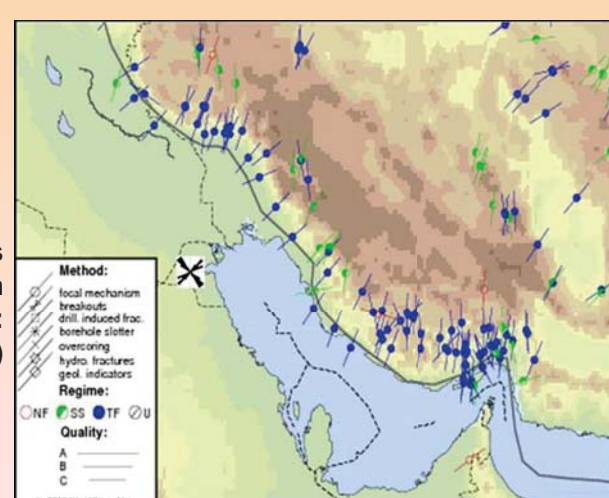 s
n
:
)
Method:
focal mechanism
breakouts
drill. induced frac.
borehole slotter
overcoring
hydro. fractures
geol. indicators
Regime:
NF SS TF U
Quality:
A
B
C